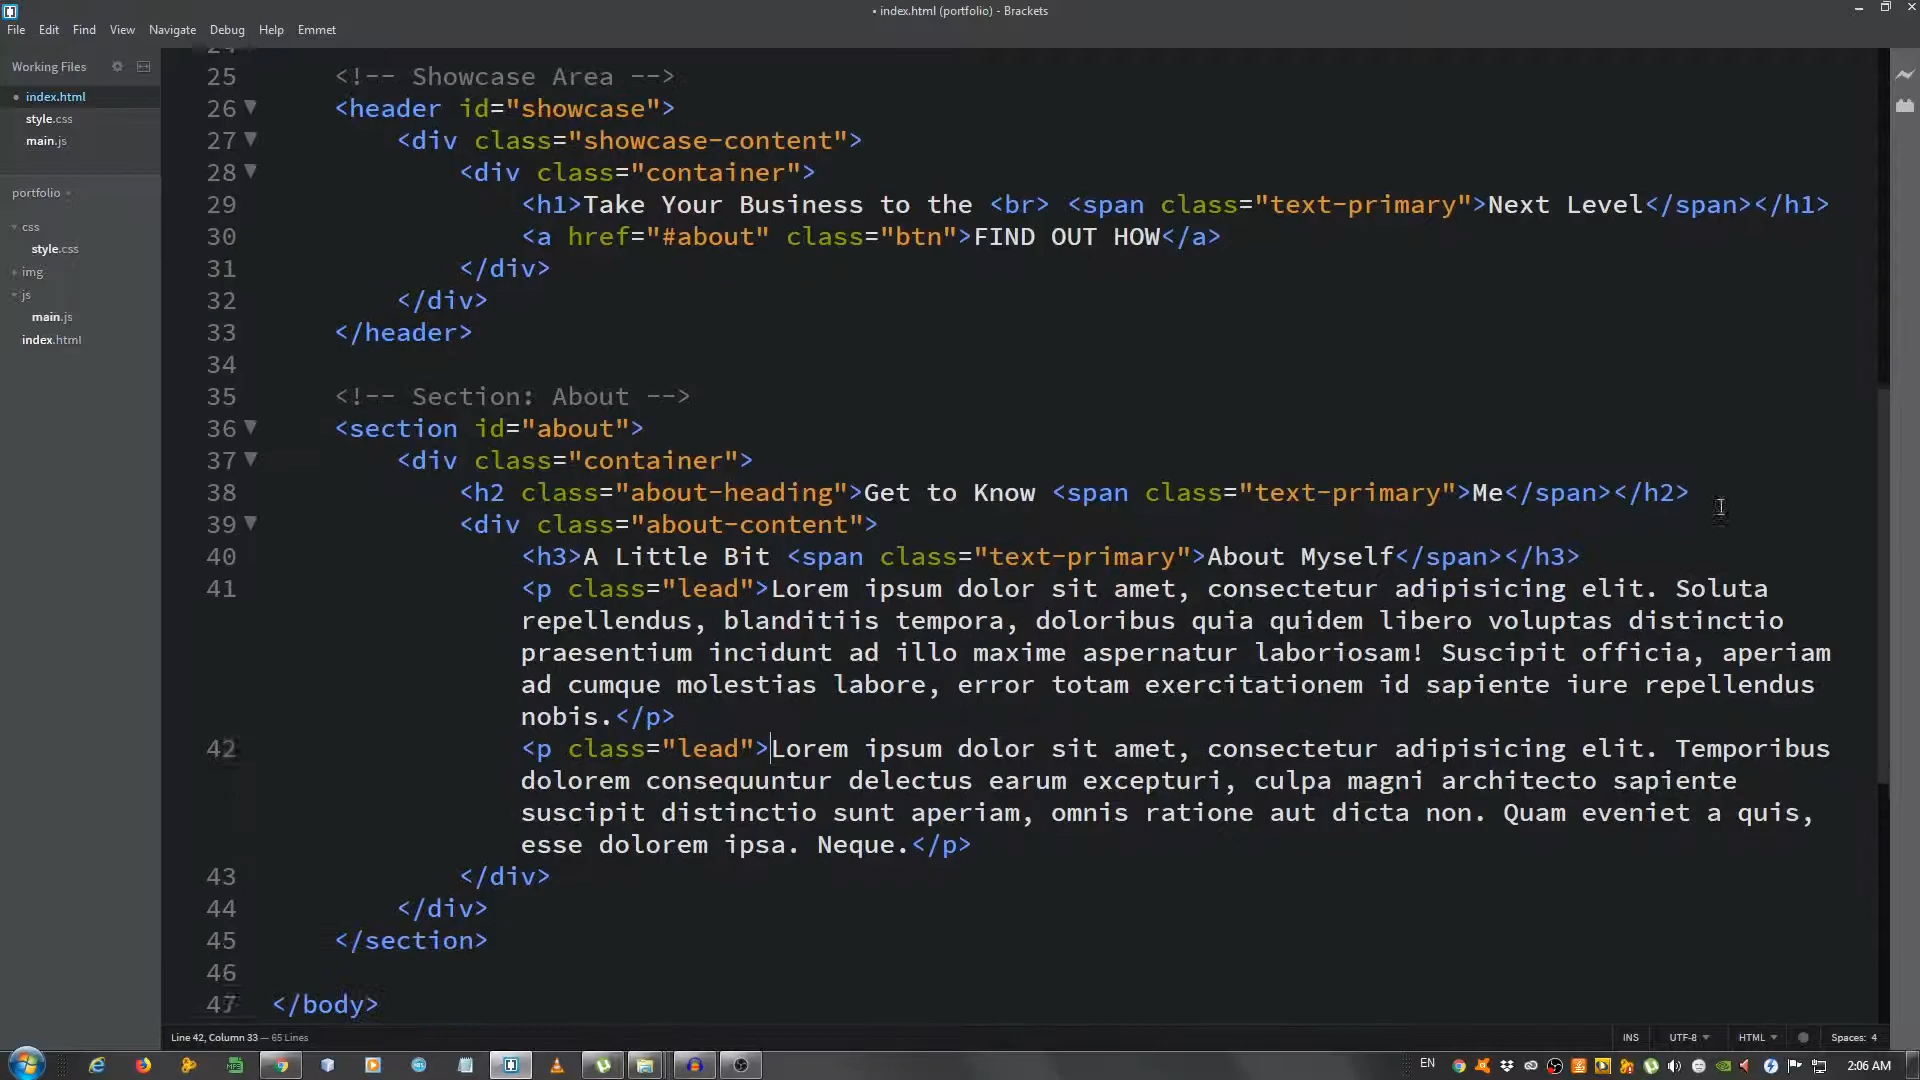 • index.html (portfolio) - Brackets
File Edit Find View Navigate Debug Help Emmet
Working Files
• index.html
style.css
main.js
portfolio
css
style.css
img
js
main.js
index.html
25 <!-- Showcase Area -->
26 <header id="showcase">
27 <div class="showcase-content">
28 <div class="container">
29 <h1>Take Your Business to the <br> <span class="text-primary">Next Level</span></h1>
30 <a href="#about" class="btn">FIND OUT HOW</a>
31 </div>
32 </div>
33 </header>
34
35 <!-- Section: About -->
36 <section id="about">
37 <div class="container">
38 <h2 class="about-heading">Get to Know <span class="text-primary">Me</span></h2>
39 <div class="about-content">
40 <h3>A Little Bit <span class="text-primary">About Myself</span></h3>
41 <p class="lead">Lorem ipsum dolor sit amet, consectetur adipisicing elit. Soluta
repellendus, blanditiis tempora, doloribus quia quidem libero voluptas distinctio
praesentium incidunt ad illo maxime aspernatur laboriosam! Suscipit officia, aperiam
ad cumque molestias labore, error totam exercitationem id sapiente iure repellendus
nobis.</p>
42 <p class="lead">Lorem ipsum dolor sit amet, consectetur adipisicing elit. Temporibus
dolorem consequuntur delectus earum excepturi, culpa magni architecto sapiente
suscipit distinctio sunt aperiam, omnis ratione aut dicta non. Quam eveniet a quis,
esse dolorem ipsa. Neque.</p>
43 </div>
44 </div>
45 </section>
46
47 </body>
Line 42, Column 33 — 65 Lines
INS UTF-8 HTML Spaces: 4
EN 2:06 AM